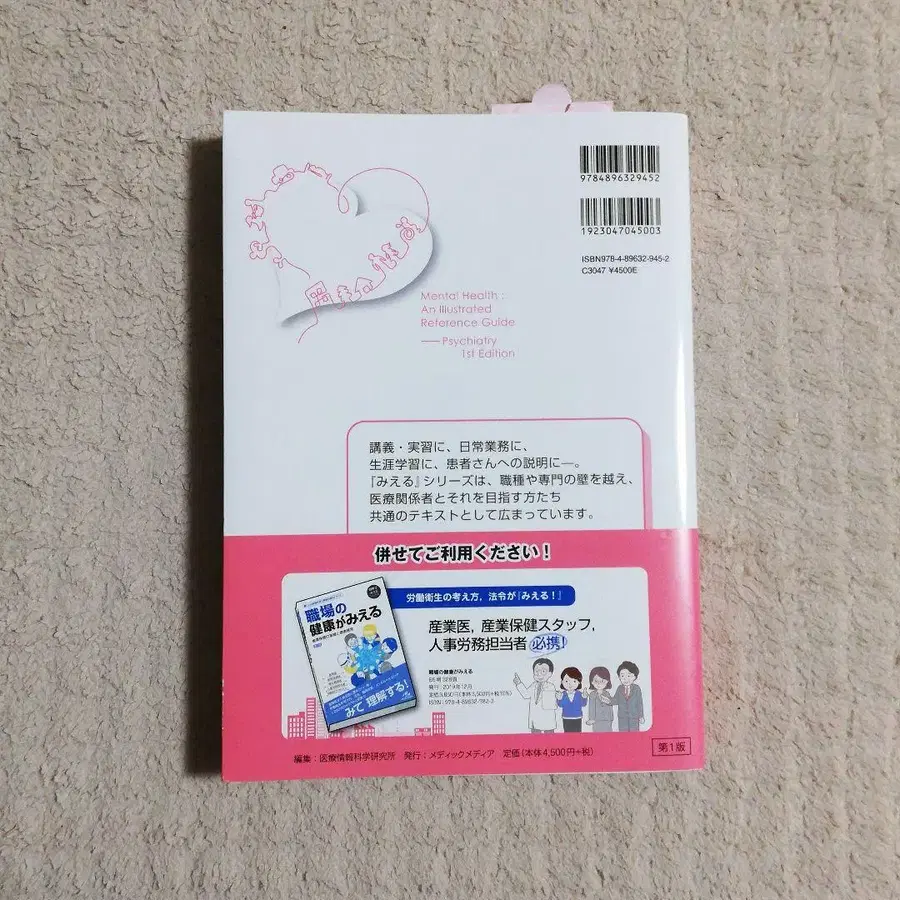 9784896329452
1923047045003
ISBN978-4-89632-945-2
C3047 ¥4500E
Mental Health :
An Illustrated
Reference Guide
── Psychiatry
1st Edition
講義・実習に、日常業務に、
生涯学習に、患者さんへの説明に―。
『みえる』シリーズは、職種や専門の壁を越え、
医療関係者とそれを目指す方たち
共通のテキストとして広まっています。
併せてご利用ください！
職場の
健康がみえる
みて 理解する！
労働衛生の考え方，法令が『みえる！』
産業医，産業保健スタッフ，
人事労務担当者 必携！
職場の健康がみえる
編集：医療情報科学研究所　発行：メディックメディア　定価（本体4,500円＋税）
第1版